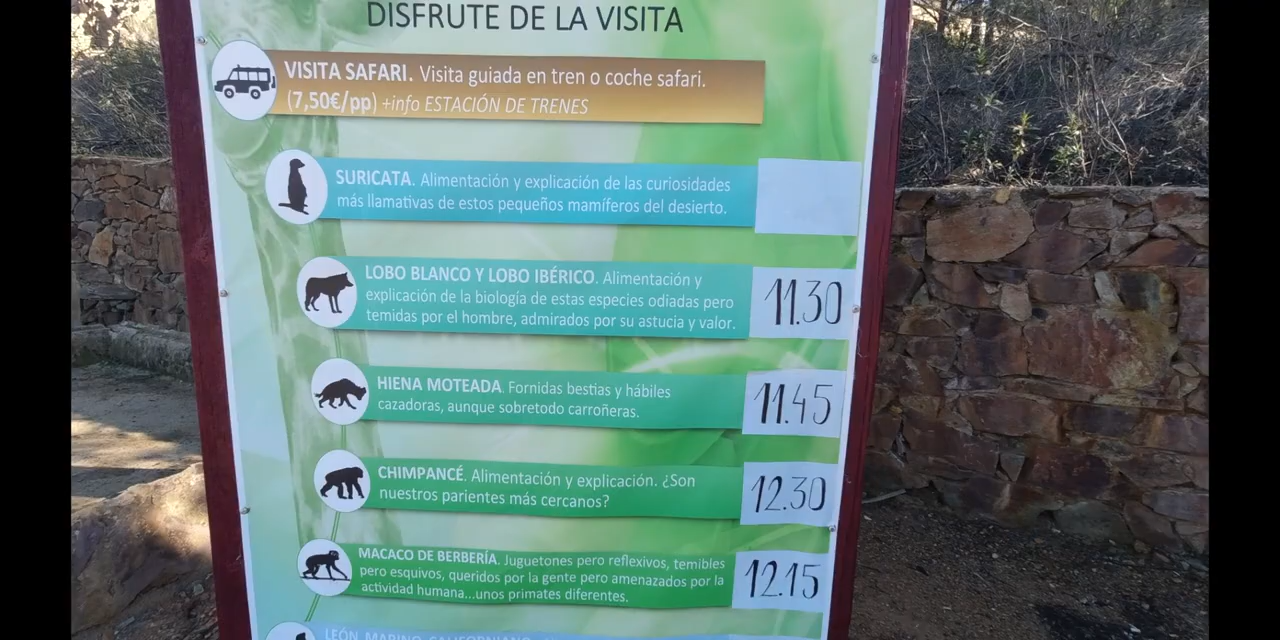 DISFRUTE DE LA VISITA
VISITA SAFARI. Visita guiada en tren o coche safari.
(7,50€/pp) +info ESTACIÓN DE TRENES
SURICATA. Alimentación y explicación de las curiosidades
más llamativas de estos pequeños mamíferos del desierto.
LOBO BLANCO Y LOBO IBÉRICO. Alimentación y
explicación de la biología de estas especies odiadas pero
temidas por el hombre, admirados por su astucia y valor.
11.30
HIENA MOTEADA. Fornidas bestias y hábiles
cazadoras, aunque sobretodo carroñeras.
11.45
CHIMPANCÉ. Alimentación y explicación. ¿Son
nuestros parientes más cercanos?
12.30
MACACO DE BERBERÍA. Juguetones pero reflexivos, temibles
pero esquivos, queridos por la gente pero amenazados por la
actividad humana...unos primates diferentes.
12.15
LEÓN MARINO CALIFORNIANO